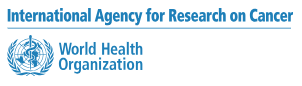 International Agency for Research on Cancer
World Health
Organization